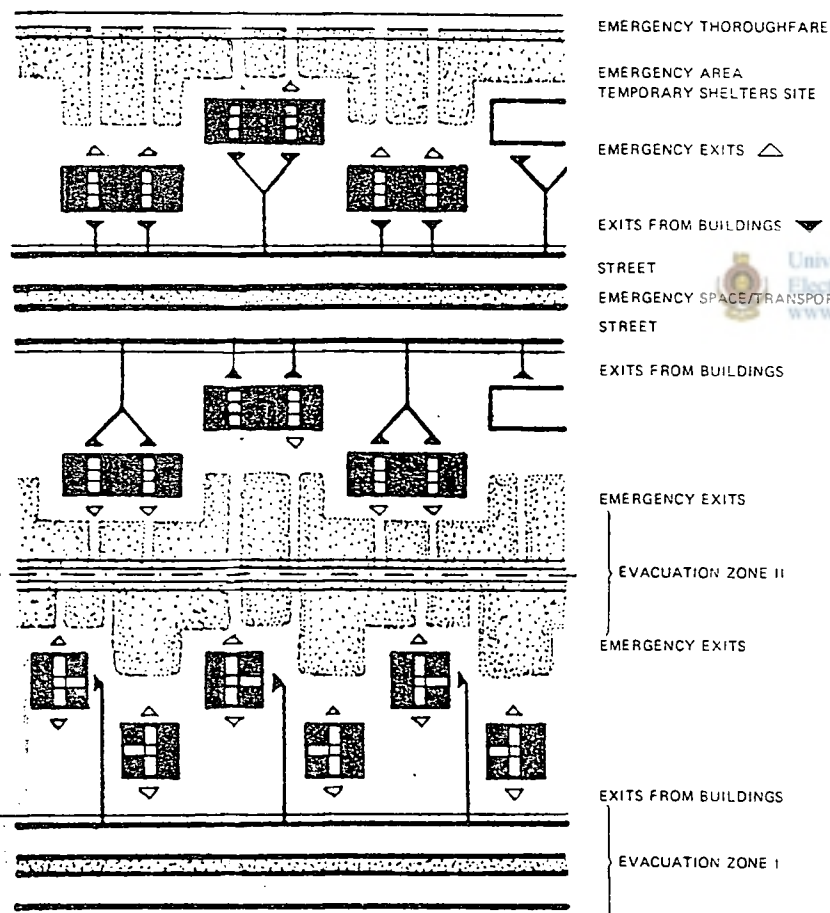 EMERGENCY THOROUGHFARE
EMERGENCY AREA
TEMPORARY SHELTERS SITE
EMERGENCY EXITS
EXITS FROM BUILDINGS
STREET
EMERGENCY SPACE/TRANSPOR
STREET
EXITS FROM BUILDINGS
EMERGENCY EXITS
EVACUATION ZONE II
EMERGENCY EXITS
EXITS FROM BUILDINGS
EVACUATION ZONE I